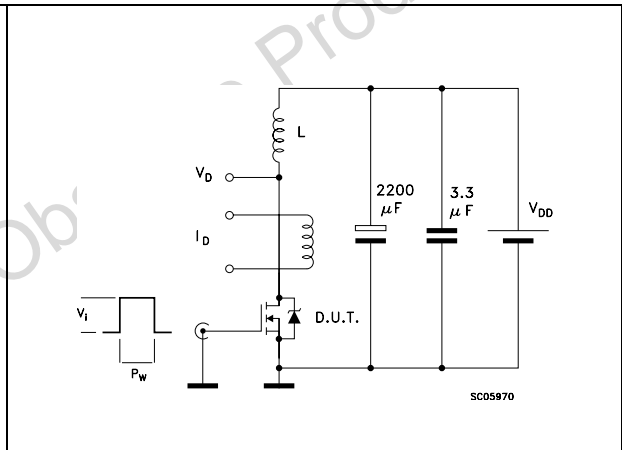 L
V_D
2200
μF
3.3
μF
V_DD
I_D
V_i
D.U.T.
P_W
SC05970